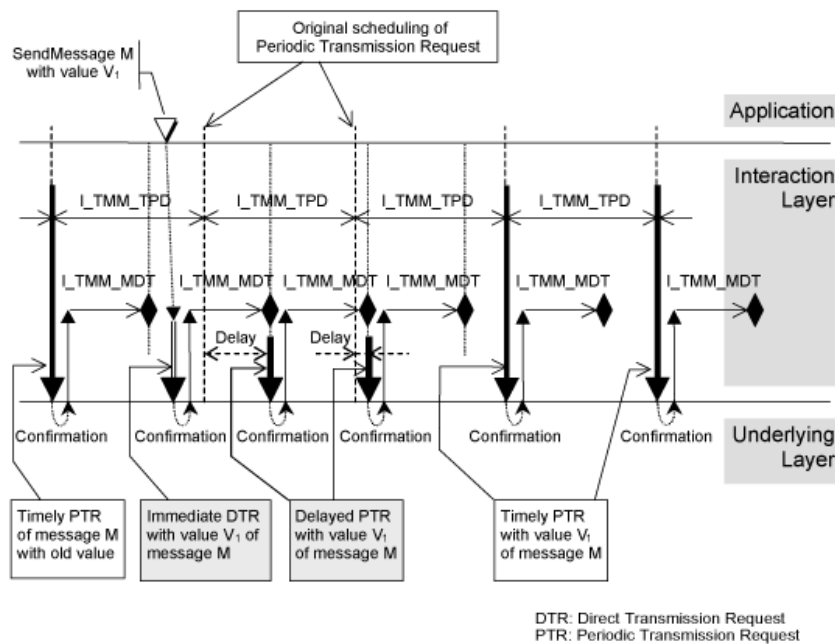 Original scheduling of
Periodic Transmission Request
SendMessage M
with value V₁
Application
Interaction
Layer
I_TMM_TPD
I_TMM_TPD
I_TMM_TPD
I_TMM_TPD
I_TMM_MDT
I_TMM_MDT
I_TMM_MDT
I_TMM_MDT
I_TMM_MDT
I_TMM_MDT
Delay
Delay
Confirmation
Confirmation
Confirmation
Confirmation
Confirmation
Confirmation
Underlying
Layer
Timely PTR
of message M
with old value
Immediate DTR
with value V₁ of
message M
Delayed PTR
with value V₁
of message M
Timely PTR
with value V₁
of message M
DTR: Direct Transmission Request
PTR: Periodic Transmission Request